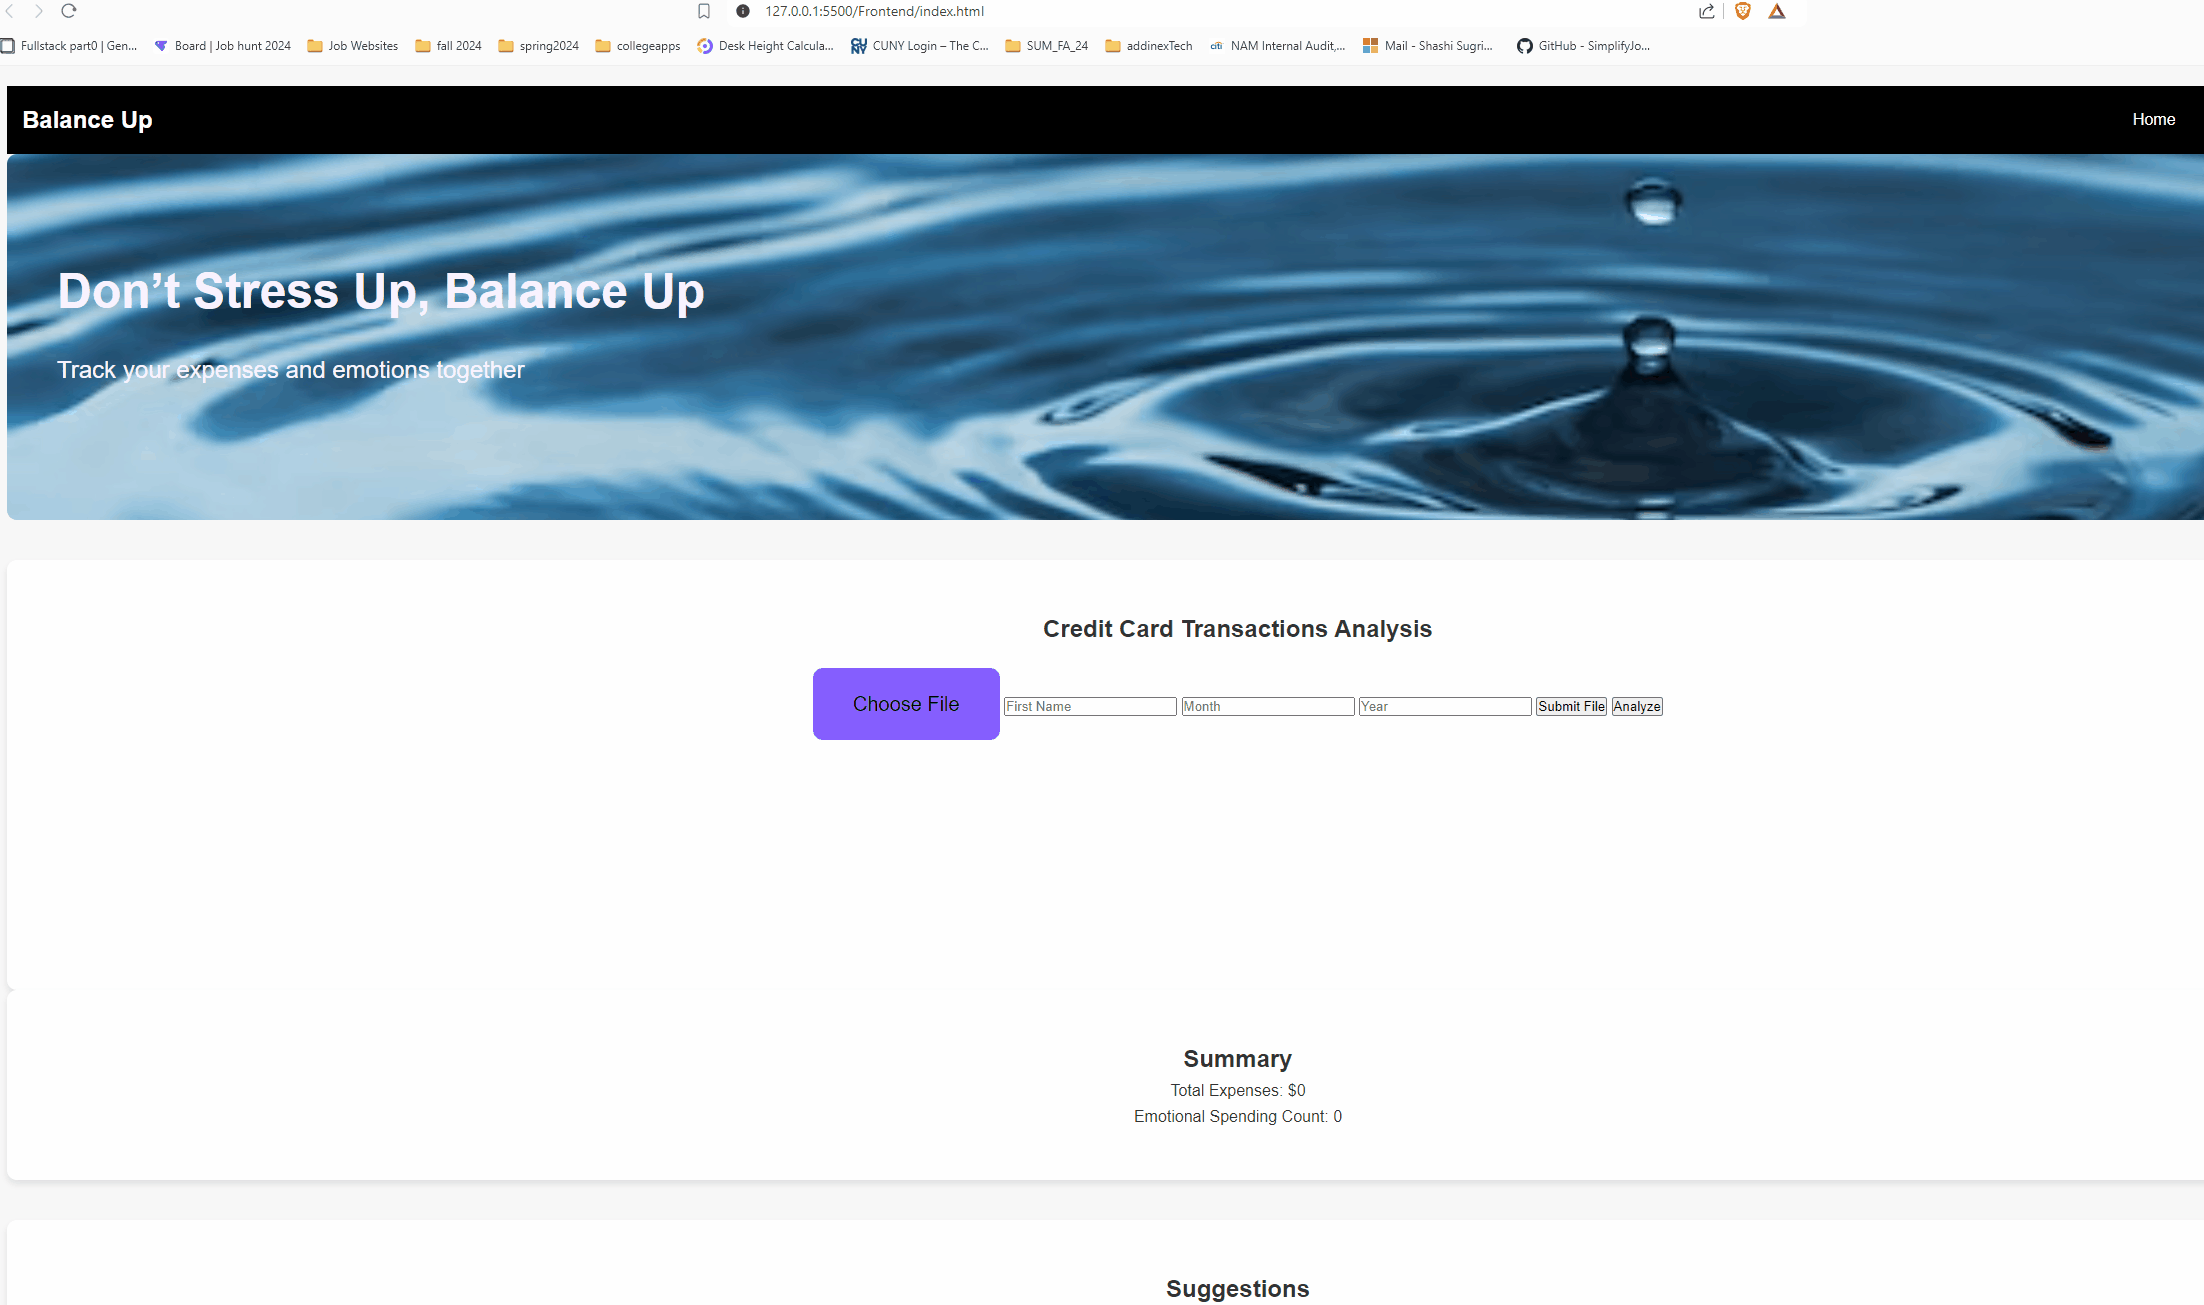 127.0.0.1:5500/Frontend/index.html
Fullstack part0 | Gen... Board | Job hunt 2024 Job Websites fall 2024 spring2024 collegeapps Desk Height Calcula... CUNY Login – The C... SUM_FA_24 addinexTech NAM Internal Audit,... Mail - Shashi Sugri... GitHub - SimplifyJo...
Balance Up Home
Don’t Stress Up, Balance Up
Track your expenses and emotions together
Credit Card Transactions Analysis
Choose File First Name Month Year Submit File Analyze
Summary
Total Expenses: $0
Emotional Spending Count: 0
Suggestions